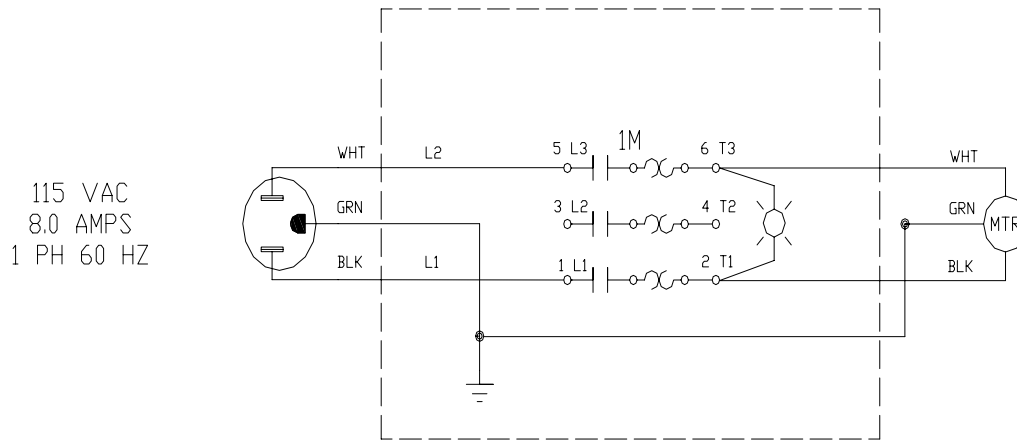 115 VAC
8.0 AMPS
1 PH 60 HZ
WHT L2 5 L3 1M 6 T3 WHT
GRN 3 L2 4 T2 GRN
MTR
BLK L1 1 L1 2 T1 BLK